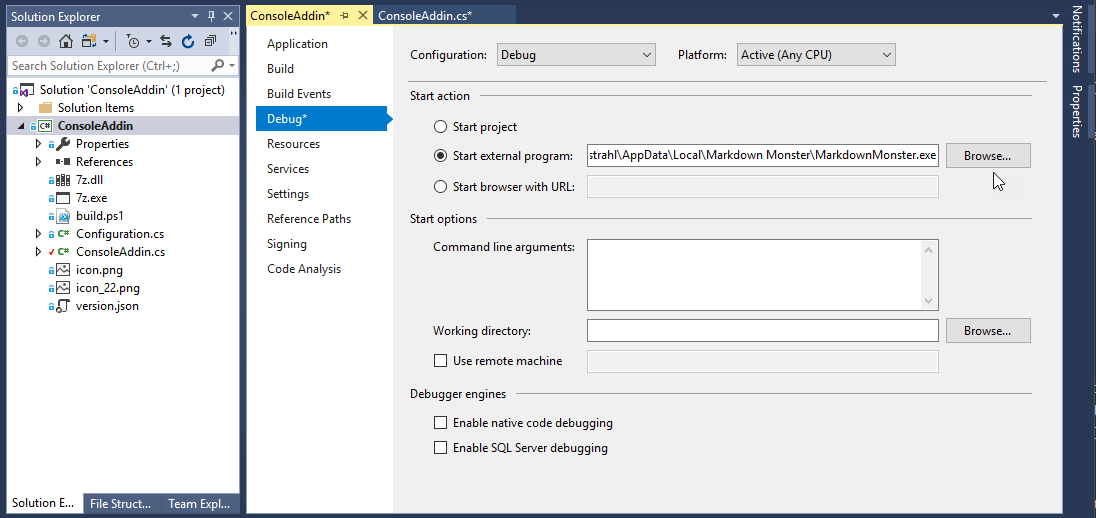 Solution Explorer
Search Solution Explorer (Ctrl+;)
Solution 'ConsoleAddin' (1 project)
Solution Items
C# ConsoleAddin
Properties
References
7z.dll
7z.exe
build.ps1
C# Configuration.cs
C# ConsoleAddin.cs
icon.png
icon_22.png
version.json
Solution E...
File Struct...
Team Expl...
ConsoleAddin*
ConsoleAddin.cs*
Application
Build
Build Events
Debug*
Resources
Services
Settings
Reference Paths
Signing
Code Analysis
Configuration: Debug
Platform: Active (Any CPU)
Start action
Start project
Start external program: strahl\AppData\Local\Markdown Monster\MarkdownMonster.exe Browse...
Start browser with URL:
Start options
Command line arguments:
Working directory: Browse...
Use remote machine
Debugger engines
Enable native code debugging
Enable SQL Server debugging
Notifications
Properties